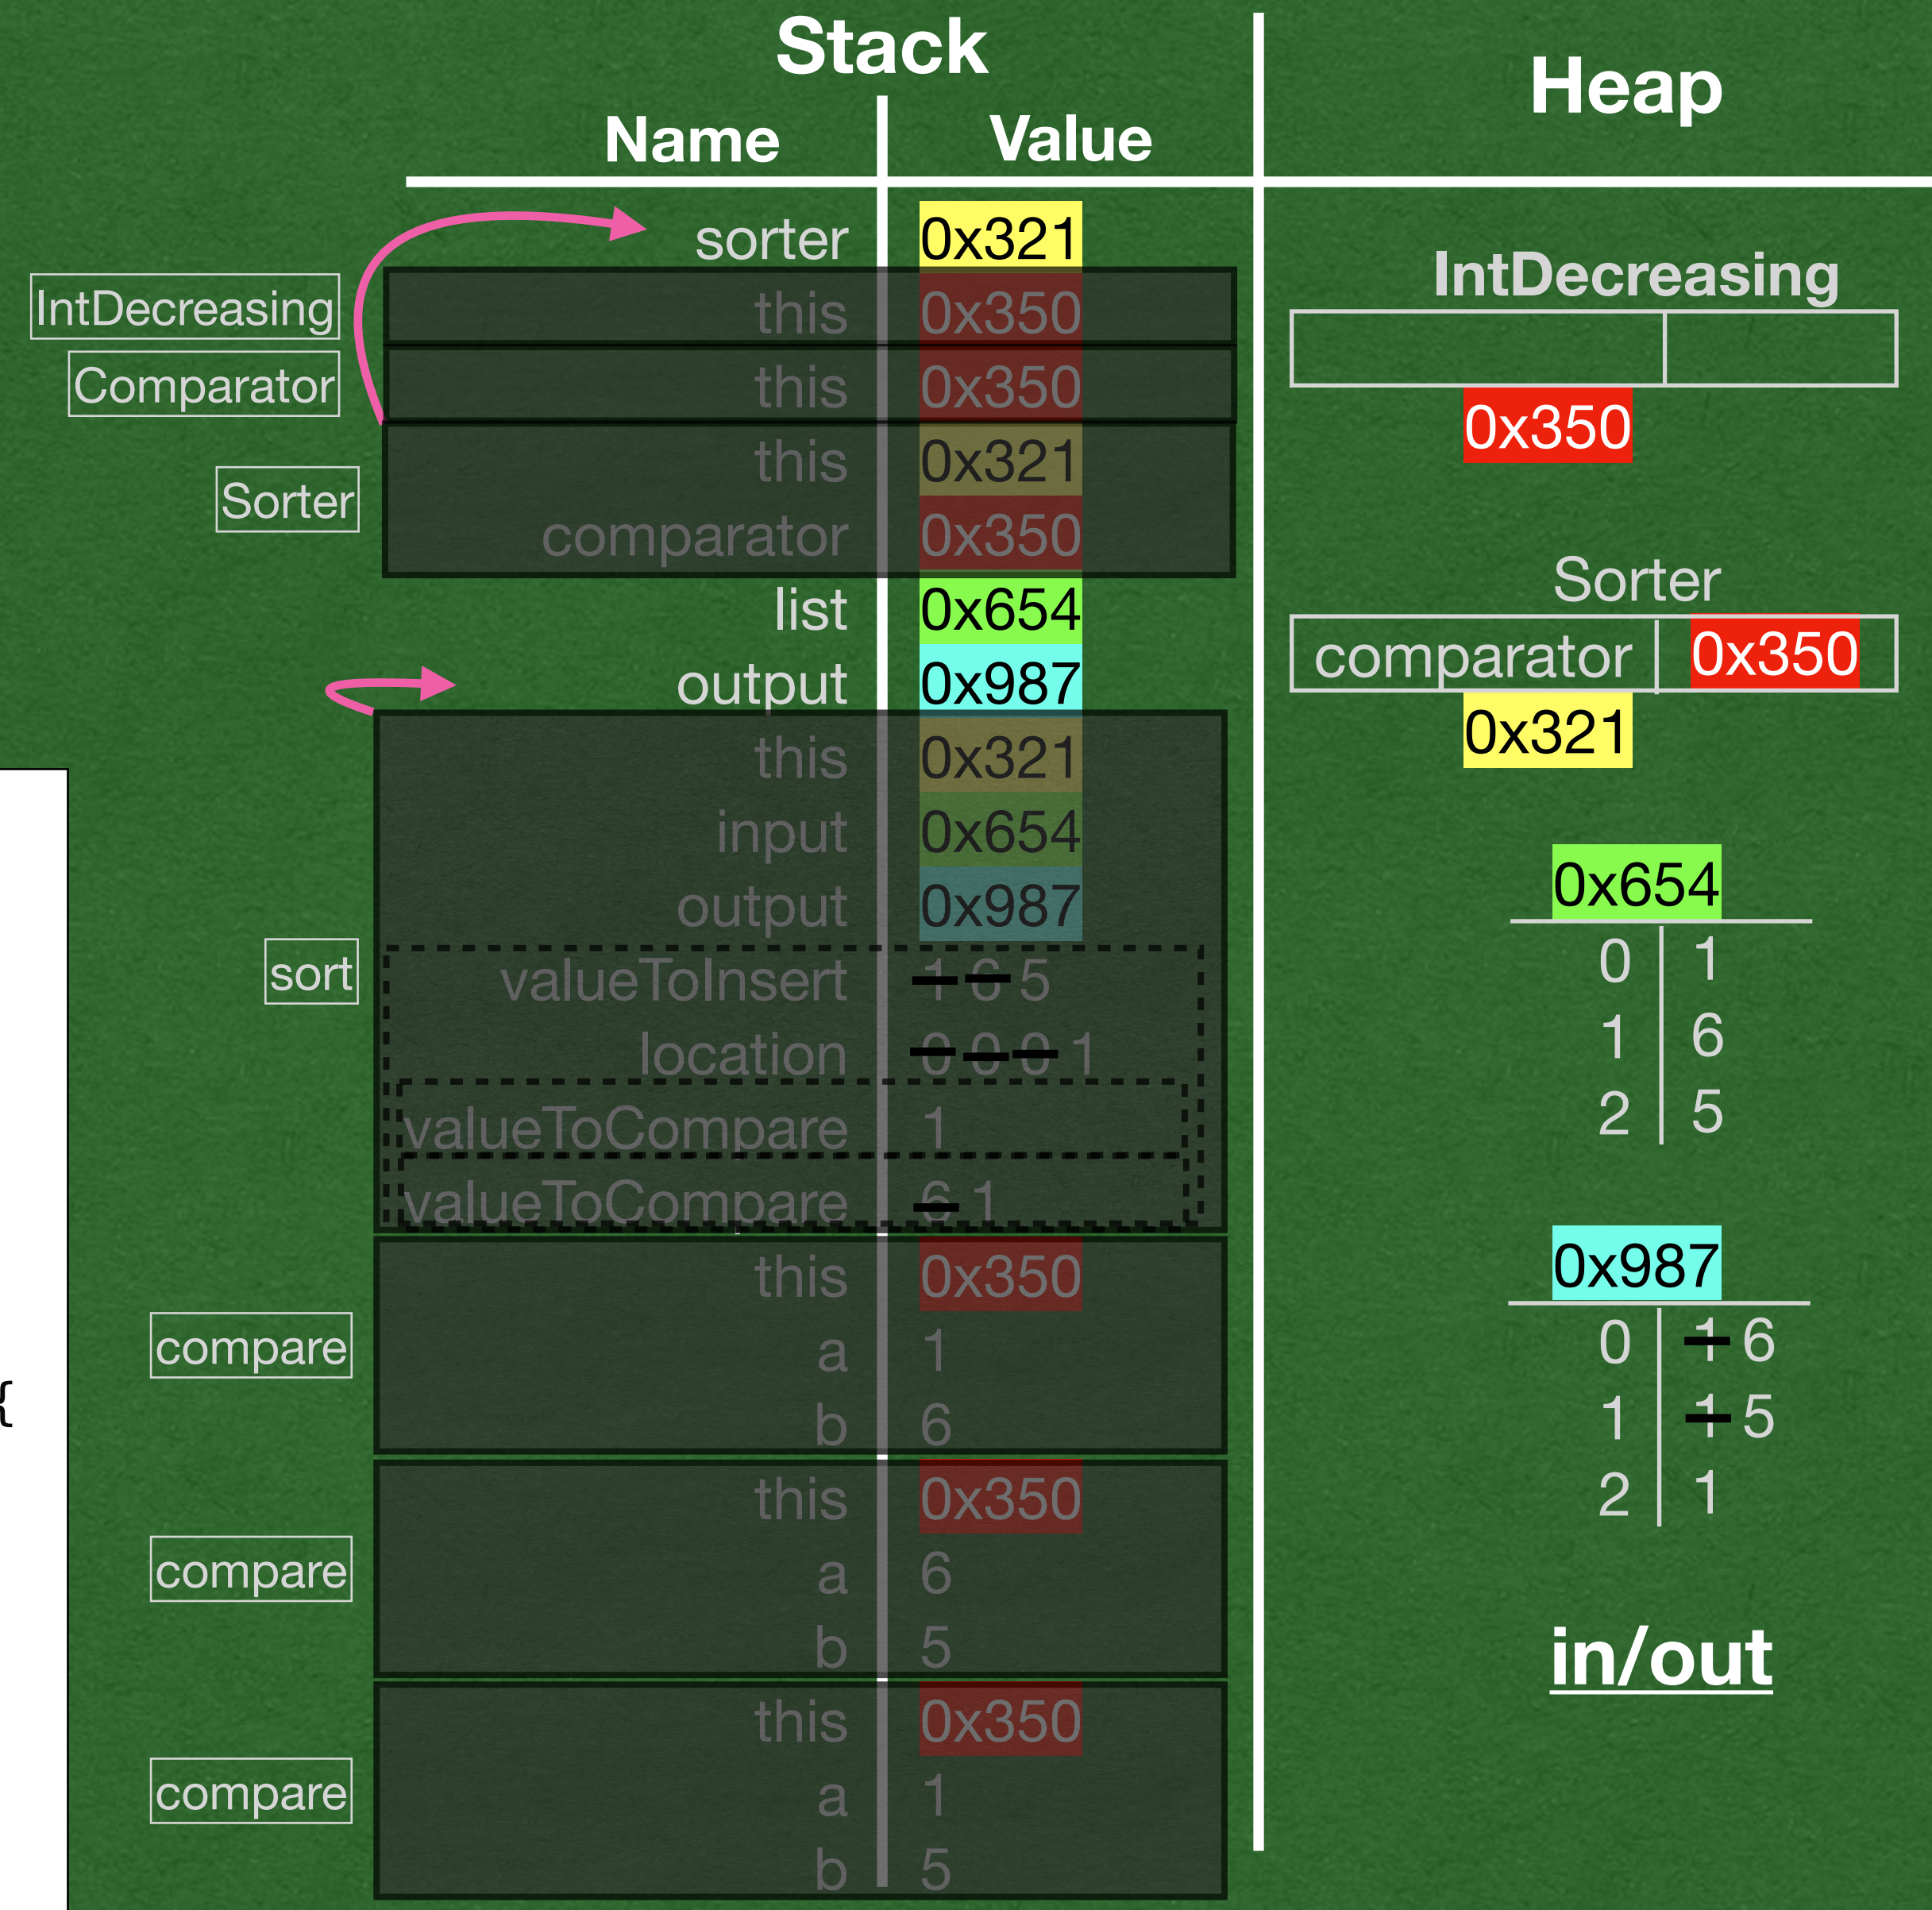 Stack
Heap
Name Value
sorter 0x321
IntDecreasing this 0x350
Comparator this 0x350
this 0x321
Sorter
comparator 0x350
list 0x654
output 0x987
this 0x321
input 0x654
output 0x987
sort
valueToInsert 1 6 5
location 0 0 0 1
valueToCompare 1
valueToCompare 6 1
this 0x350
compare a 1
b 6
this 0x350
compare a 6
b 5
this 0x350
compare a 1
b 5
{
IntDecreasing
0x350
Sorter
comparator 0x350
0x321
0x654
0 1
1 6
2 5
0x987
0 1 6
1 1 5
2 1
in/out